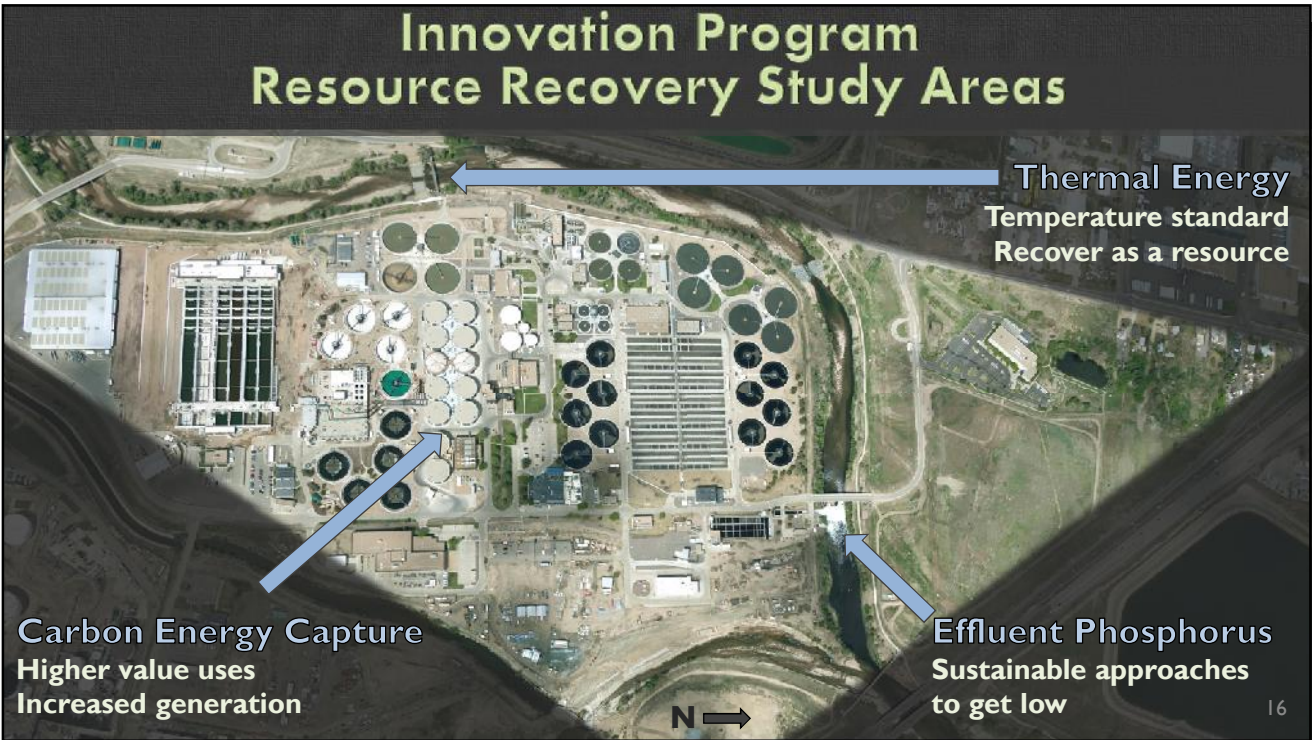 Innovation Program
Resource Recovery Study Areas
Thermal Energy
Temperature standard
Recover as a resource
Carbon Energy Capture
Higher value uses
Increased generation
Effluent Phosphorus
Sustainable approaches
to get low
N
16